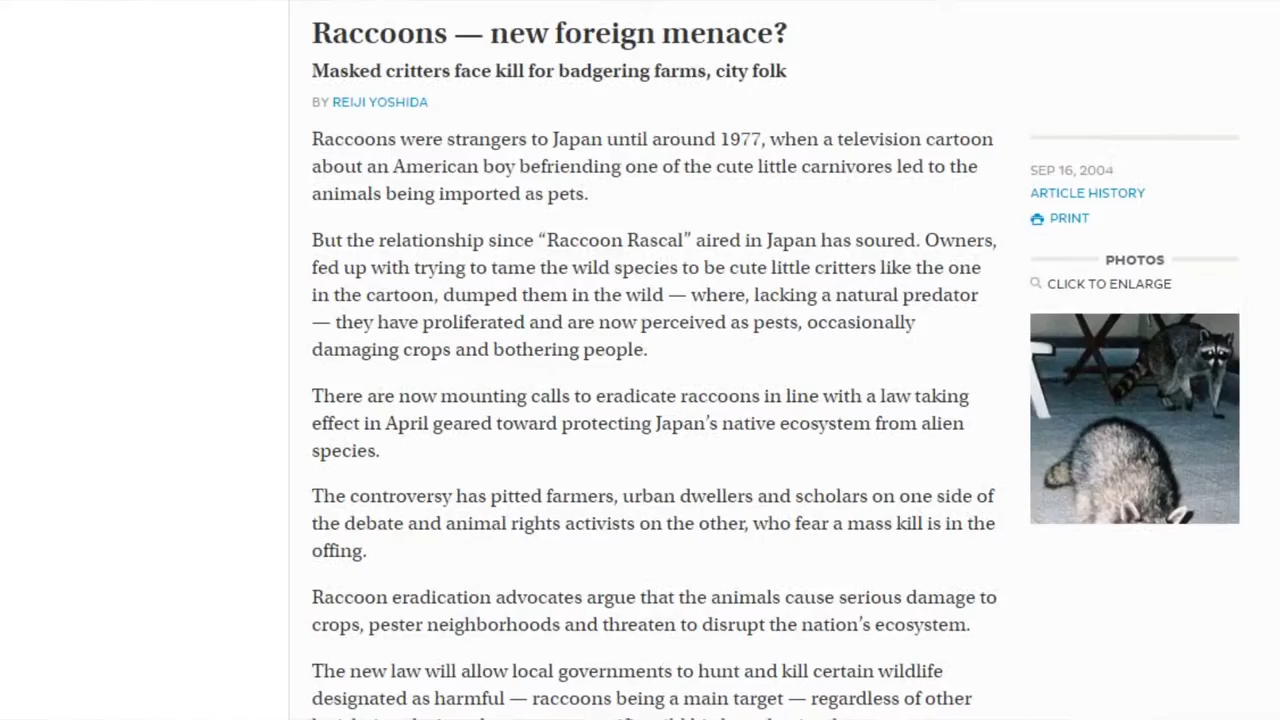 Raccoons — new foreign menace?
Masked critters face kill for badgering farms, city folk
BY REIJI YOSHIDA
Raccoons were strangers to Japan until around 1977, when a television cartoon
about an American boy befriending one of the cute little carnivores led to the
animals being imported as pets.
But the relationship since “Raccoon Rascal” aired in Japan has soured. Owners,
fed up with trying to tame the wild species to be cute little critters like the one
in the cartoon, dumped them in the wild — where, lacking a natural predator
— they have proliferated and are now perceived as pests, occasionally
damaging crops and bothering people.
There are now mounting calls to eradicate raccoons in line with a law taking
effect in April geared toward protecting Japan’s native ecosystem from alien
species.
The controversy has pitted farmers, urban dwellers and scholars on one side of
the debate and animal rights activists on the other, who fear a mass kill is in the
offing.
Raccoon eradication advocates argue that the animals cause serious damage to
crops, pester neighborhoods and threaten to disrupt the nation’s ecosystem.
The new law will allow local governments to hunt and kill certain wildlife
designated as harmful — raccoons being a main target — regardless of other
SEP 16, 2004
ARTICLE HISTORY
PRINT
PHOTOS
CLICK TO ENLARGE